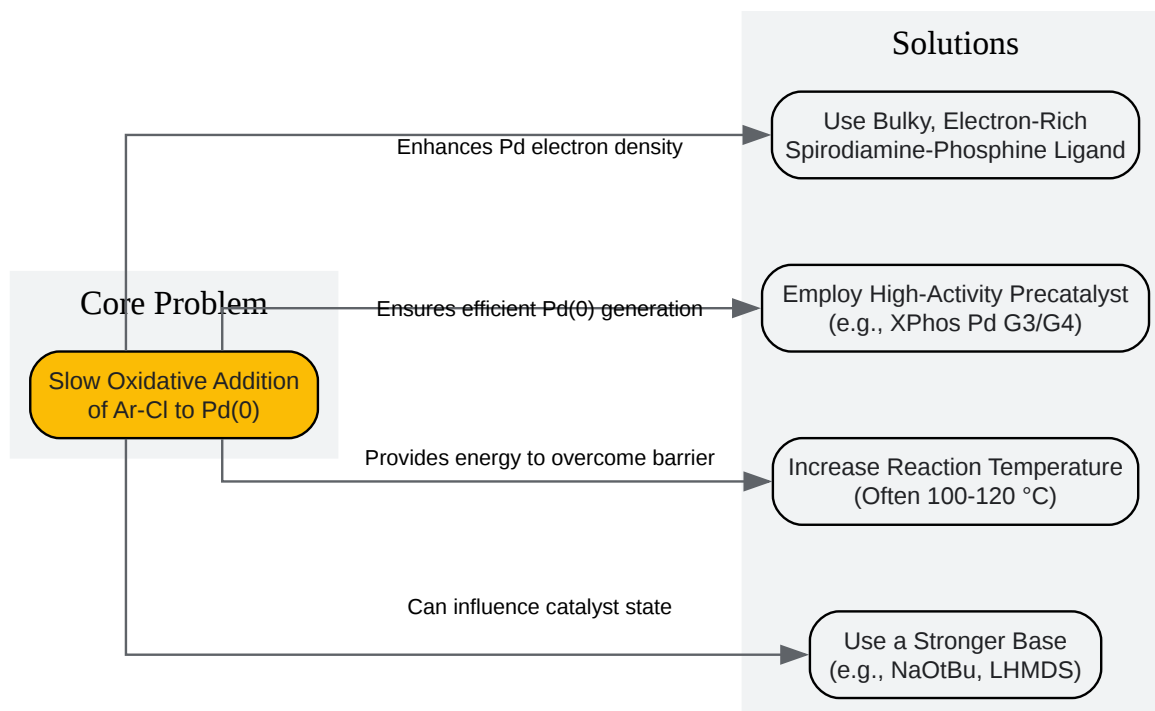 Solutions
Use Bulky, Electron-Rich
Spirodiamine-Phosphine Ligand
Enhances Pd electron density
Core Problem
Ensures efficient Pd(0) generation
Employ High-Activity Precatalyst
(e.g., XPhos Pd G3/G4)
Slow Oxidative Addition
of Ar-Cl to Pd(0)
Provides energy to overcome barrier
Increase Reaction Temperature
(Often 100-120 °C)
Can influence catalyst state
Use a Stronger Base
(e.g., NaOtBu, LHMDS)